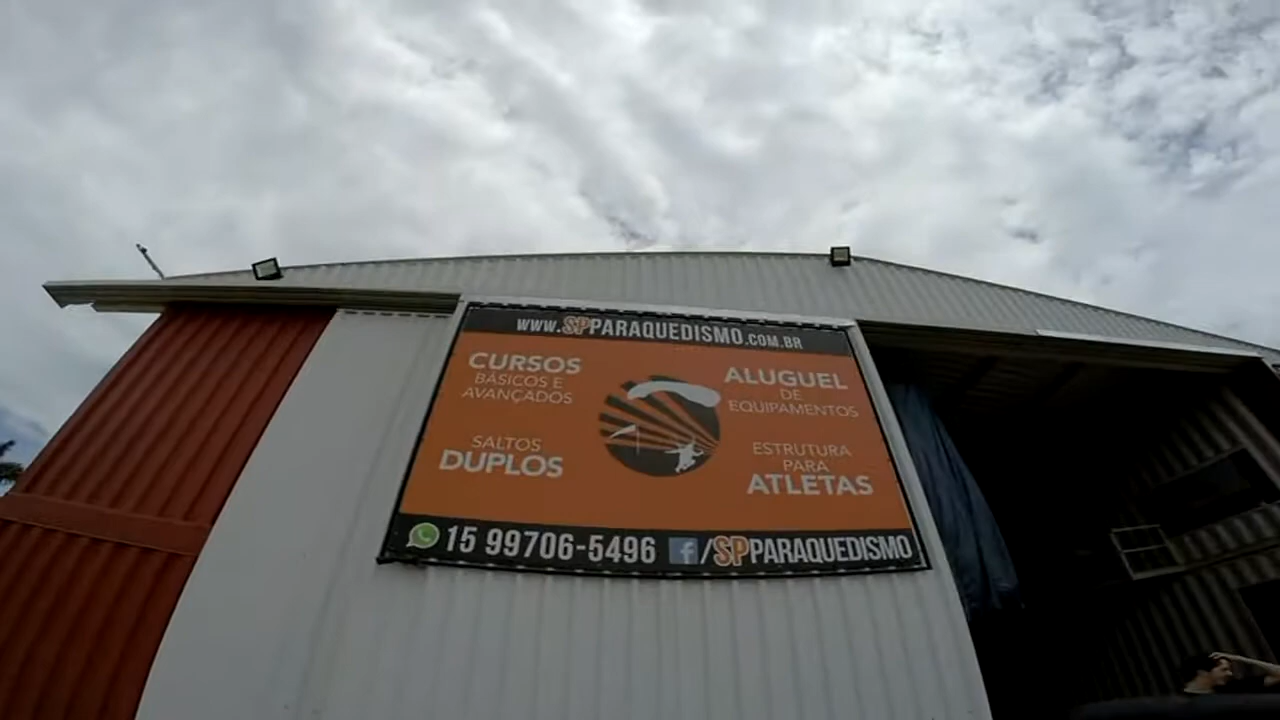 www.SPPARAQUEDISMO.COM.BR
CURSOS
BÁSICOS E
AVANÇADOS
SALTOS
DUPLOS
ALUGUEL
DE
EQUIPAMENTOS
ESTRUTURA
PARA
ATLETAS
15 99706-5496 f/SPPARAQUEDISMO